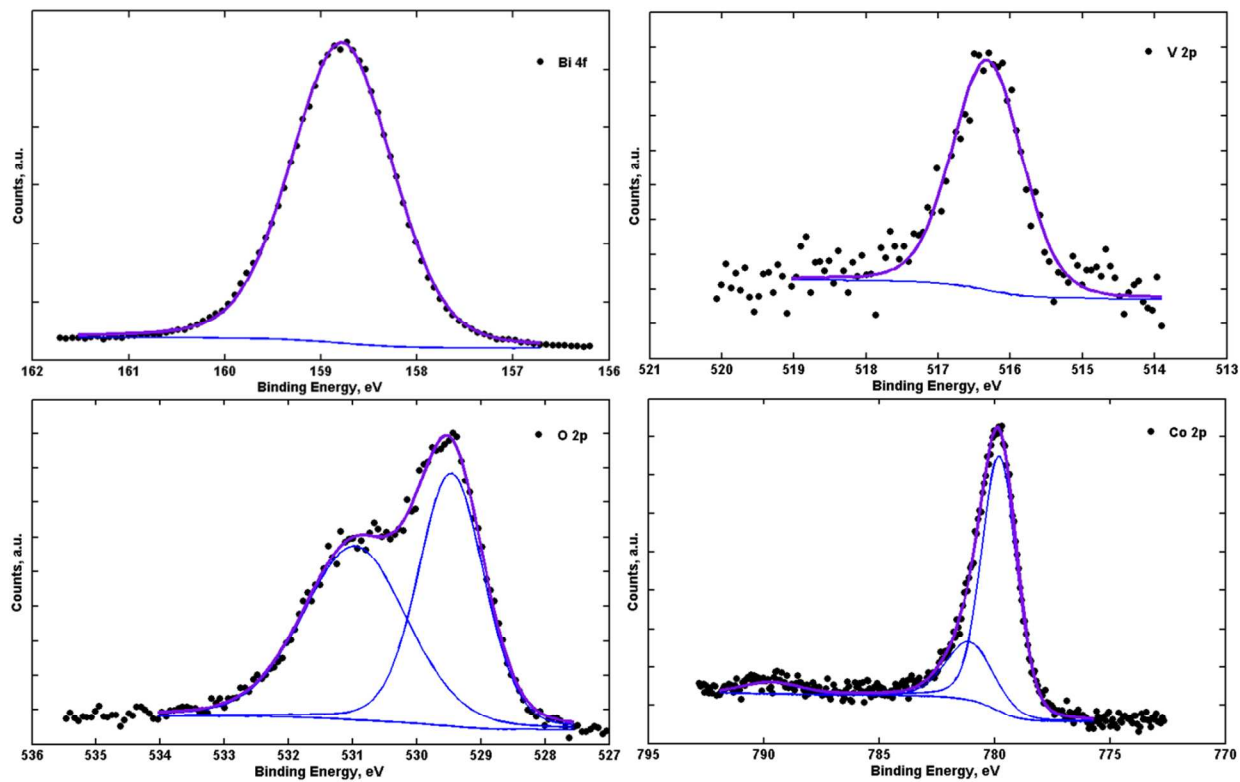 Bi 4f
Counts, a.u.
162 161 160 159 158 157 156
Binding Energy, eV
V 2p
Counts, a.u.
521 520 519 518 517 516 515 514 513
Binding Energy, eV
O 2p
Counts, a.u.
536 535 534 533 532 531 530 529 528 527
Binding Energy, eV
Co 2p
Counts, a.u.
795 790 785 780 775 770
Binding Energy, eV